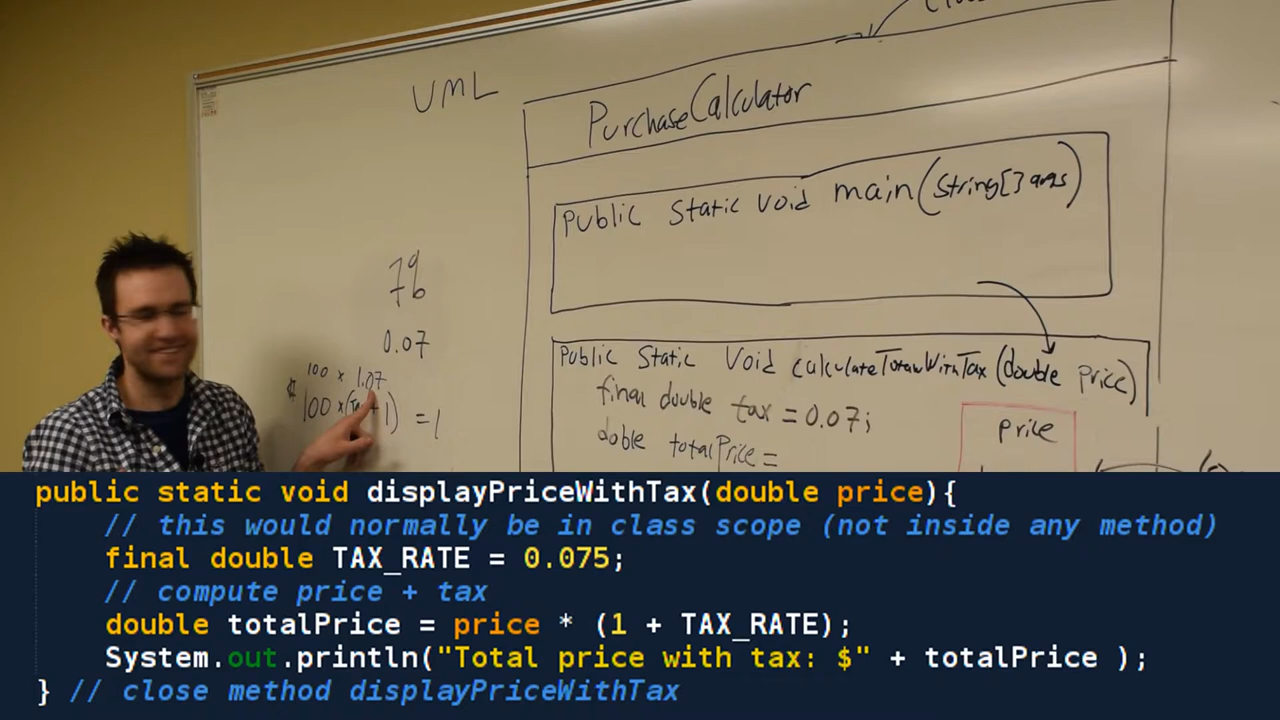 UML
PurchaseCalculator
Public Static void main(String[] args)
7%
0.07
100 x 1.07
$ 100 x( +1) = 1
Public Static Void calculateTotalWithTax(double price)
final double tax = 0.07;
doble totalPrice =
price
public static void displayPriceWithTax(double price){
// this would normally be in class scope (not inside any method)
final double TAX_RATE = 0.075;
// compute price + tax
double totalPrice = price * (1 + TAX_RATE);
System.out.println("Total price with tax: $" + totalPrice );
} // close method displayPriceWithTax